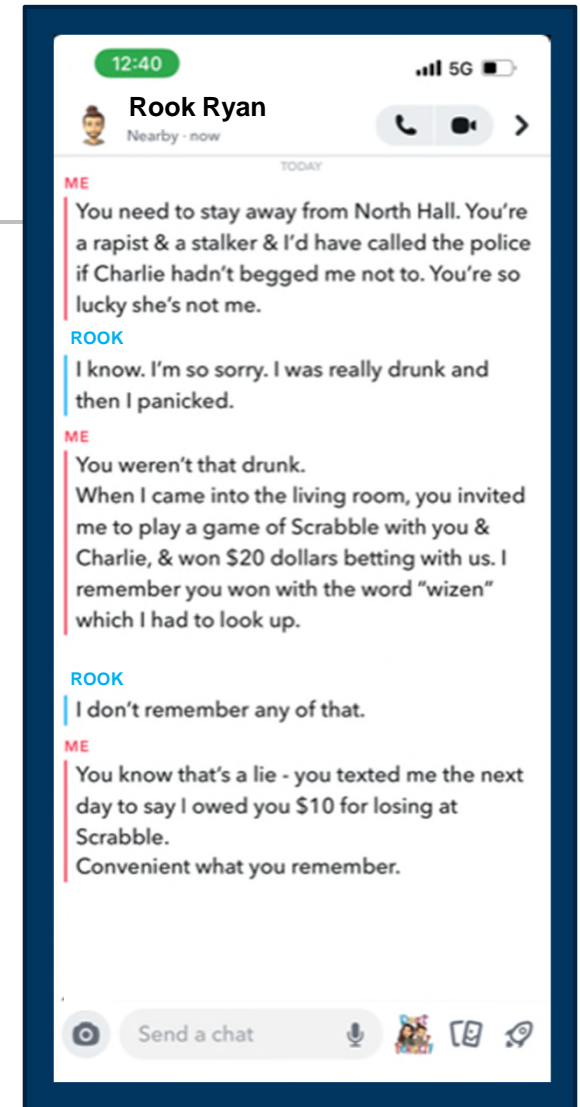 12:40
5G
Rook Ryan
Nearby · now
TODAY
ME
You need to stay away from North Hall. You’re
a rapist & a stalker & I’d have called the police
if Charlie hadn’t begged me not to. You’re so
lucky she’s not me.
ROOK
I know. I’m so sorry. I was really drunk and
then I panicked.
ME
You weren’t that drunk.
When I came into the living room, you invited
me to play a game of Scrabble with you &
Charlie, & won $20 dollars betting with us. I
remember you won with the word “wizen”
which I had to look up.
ROOK
I don’t remember any of that.
ME
You know that’s a lie - you texted me the next
day to say I owed you $10 for losing at
Scrabble.
Convenient what you remember.
Send a chat